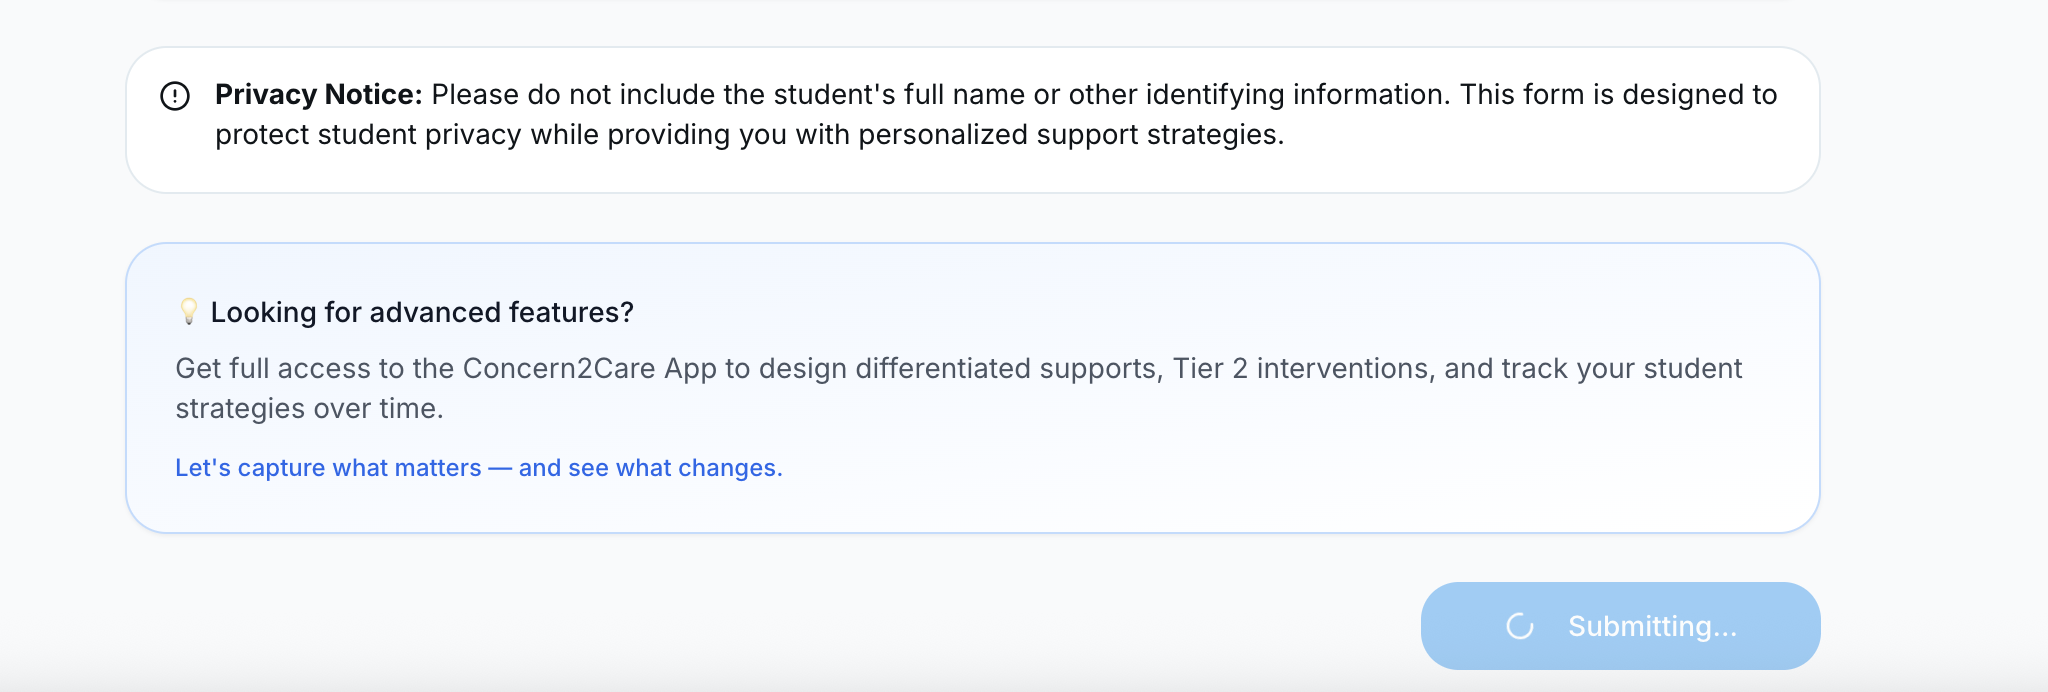 Privacy Notice: Please do not include the student's full name or other identifying information. This form is designed to
protect student privacy while providing you with personalized support strategies.
💡 Looking for advanced features?
Get full access to the Concern2Care App to design differentiated supports, Tier 2 interventions, and track your student
strategies over time.
Let's capture what matters — and see what changes.
Submitting...